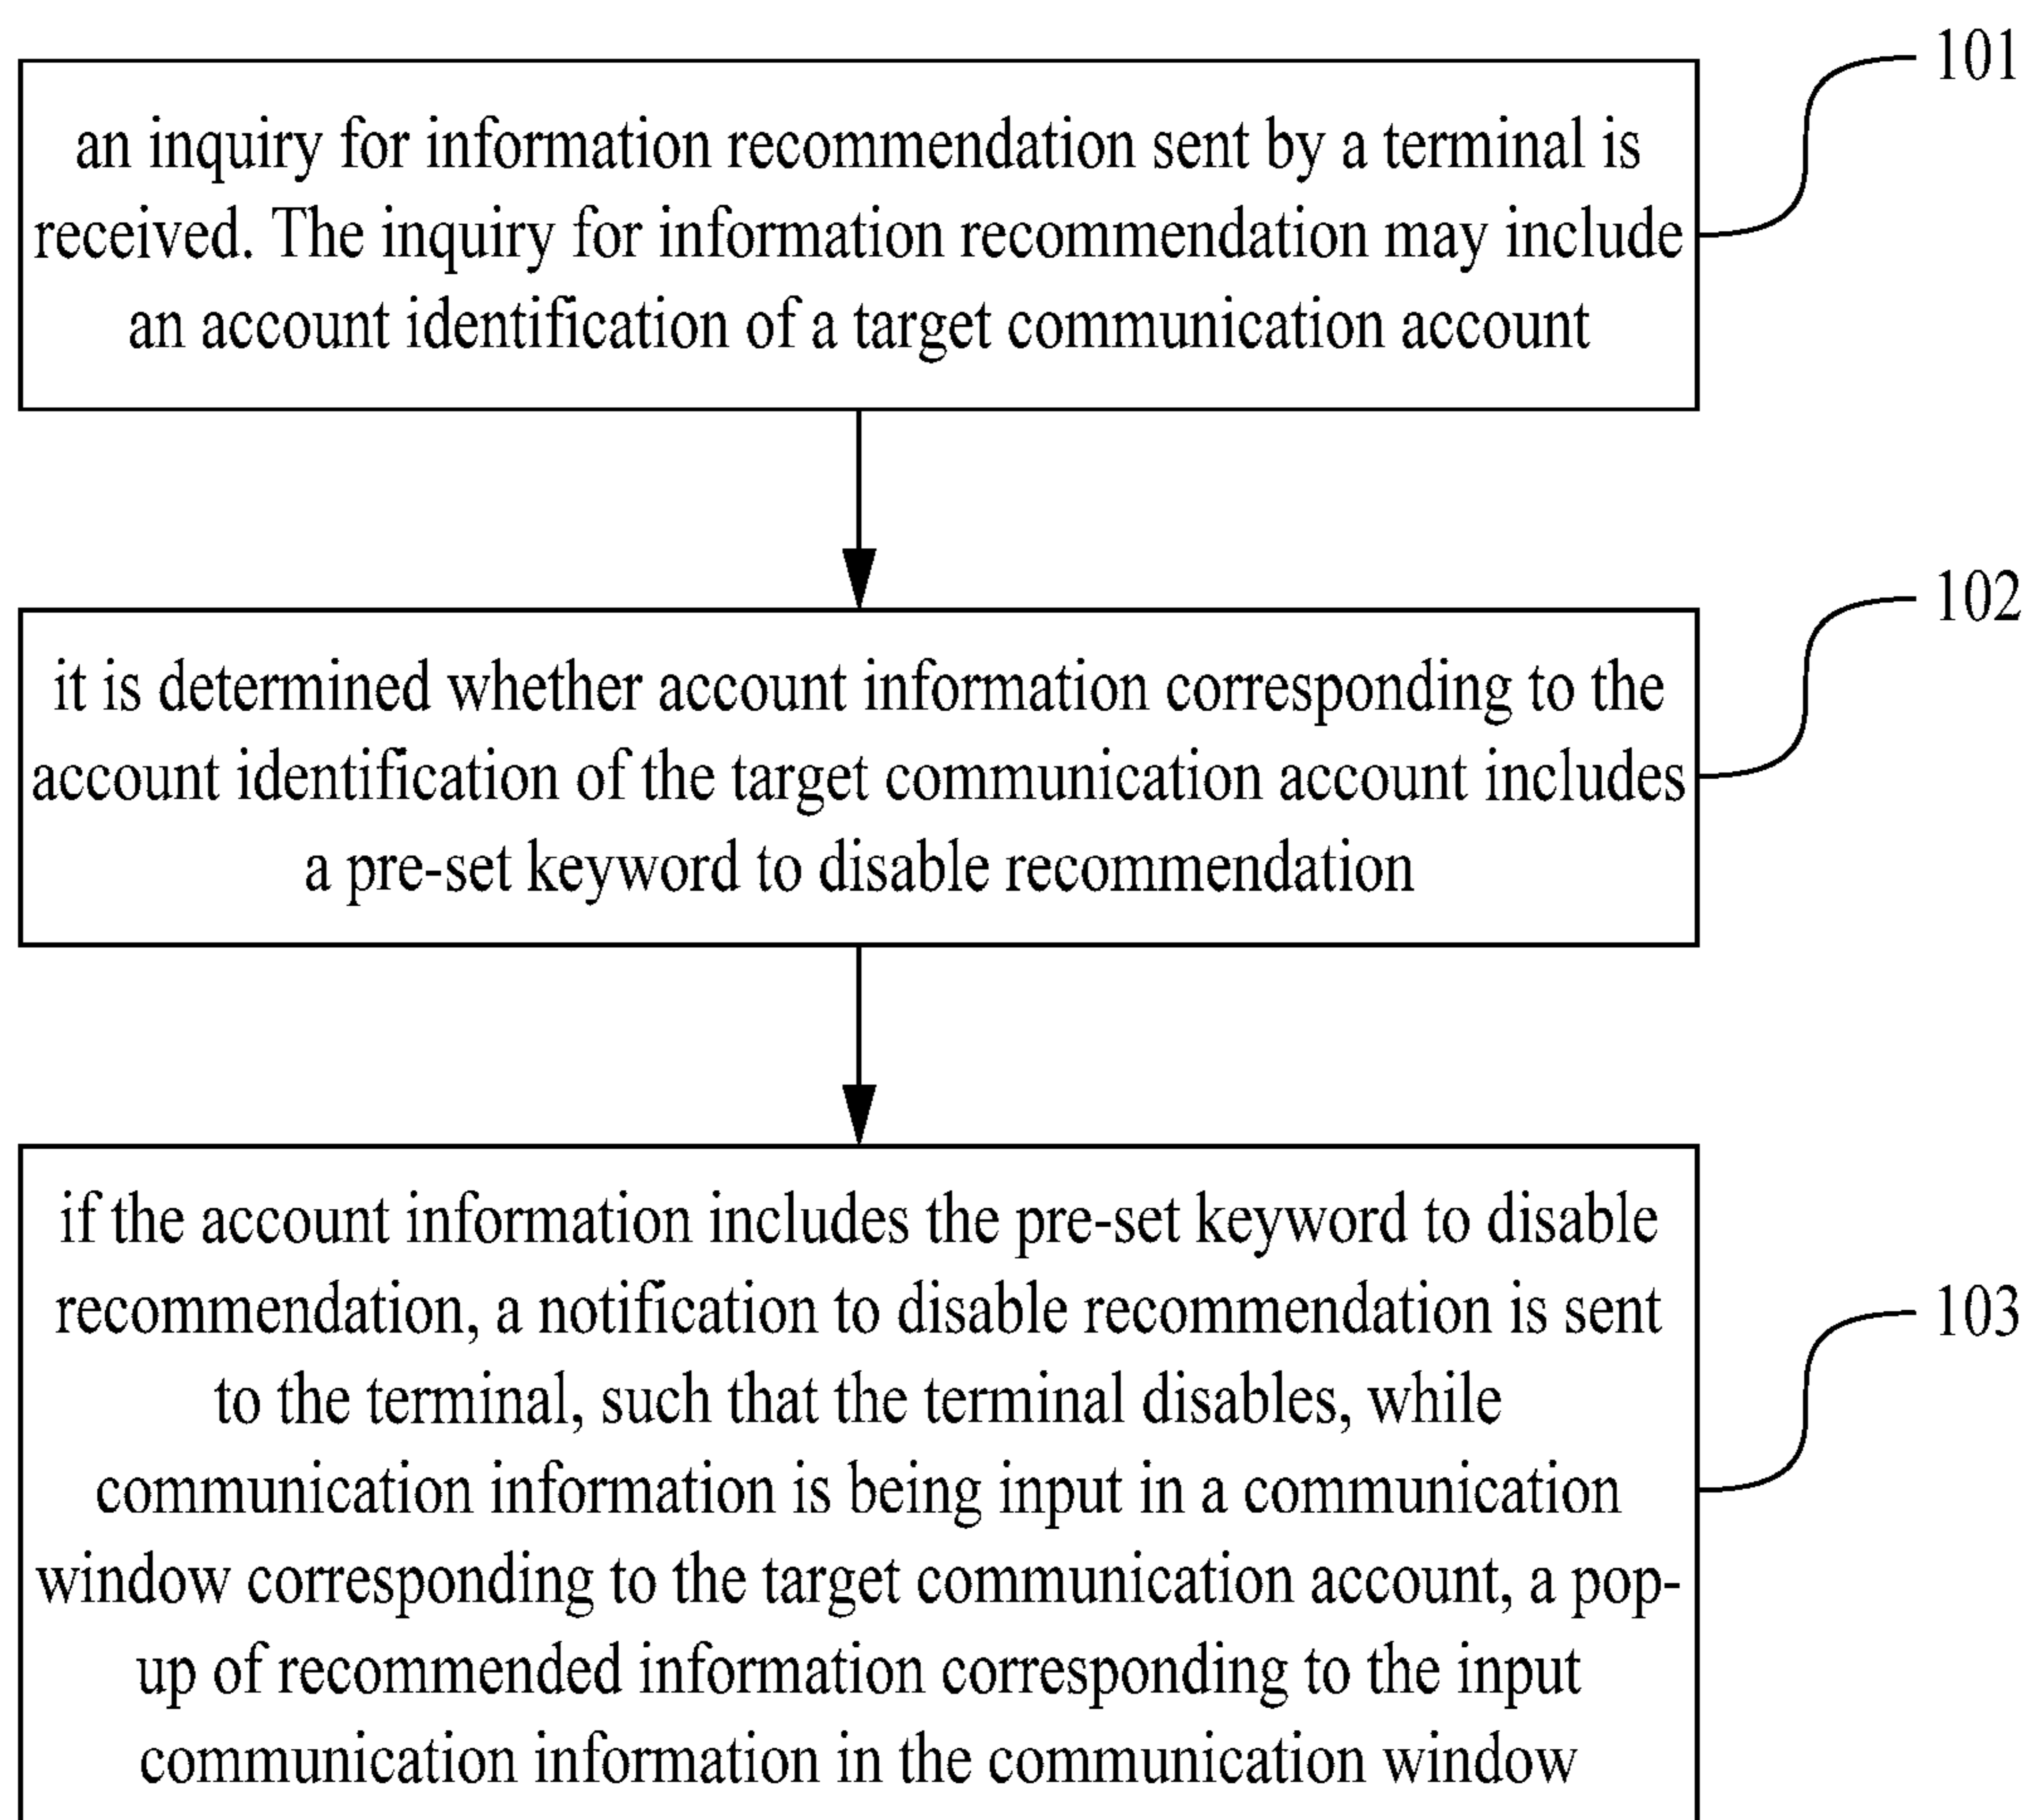 101
an inquiry for information recommendation sent by a terminal is
received. The inquiry for information recommendation may include
an account identification of a target communication account
102
it is determined whether account information corresponding to the
account identification of the target communication account includes
a pre-set keyword to disable recommendation
if the account information includes the pre-set keyword to disable
recommendation, a notification to disable recommendation is sent
103
to the terminal, such that the terminal disables, while
communication information is being input in a communication
window corresponding to the target communication account, a pop-
up of recommended information corresponding to the input
communication information in the communication window